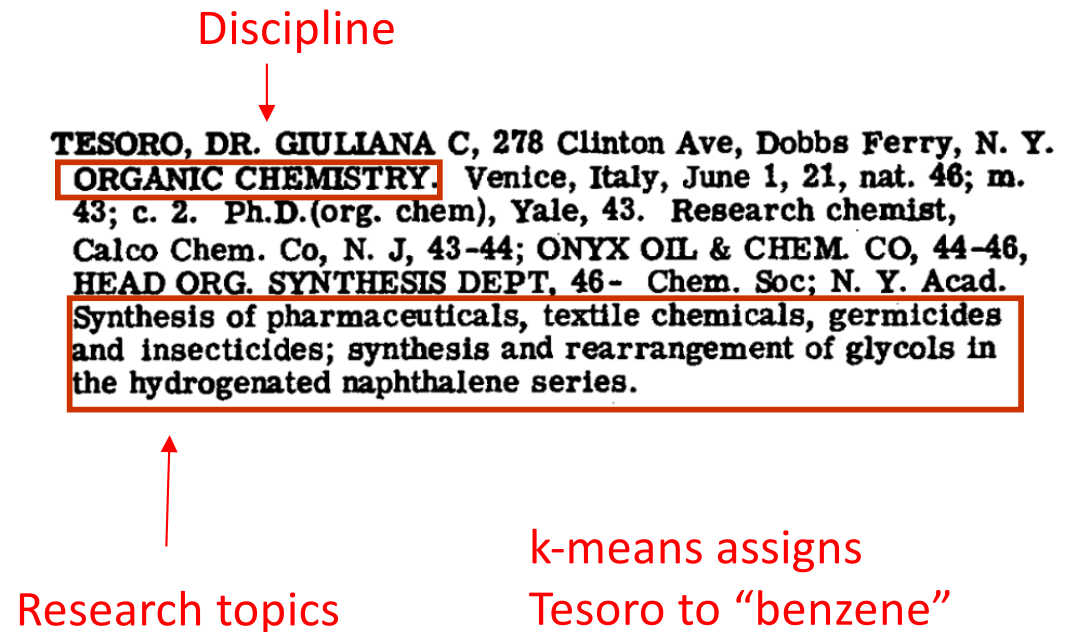 Discipline
TESORO, DR. GIULIANA C, 278 Clinton Ave, Dobbs Ferry, N. Y.
ORGANIC CHEMISTRY. Venice, Italy, June 1, 21, nat. 46; m.
43; c. 2. Ph.D.(org. chem), Yale, 43. Research chemist,
Calco Chem. Co, N. J, 43-44; ONYX OIL & CHEM. CO, 44-46,
HEAD ORG. SYNTHESIS DEPT, 46- Chem. Soc; N. Y. Acad.
Synthesis of pharmaceuticals, textile chemicals, germicides
and insecticides; synthesis and rearrangement of glycols in
the hydrogenated naphthalene series.
Research topics
k-means assigns
Tesoro to “benzene”